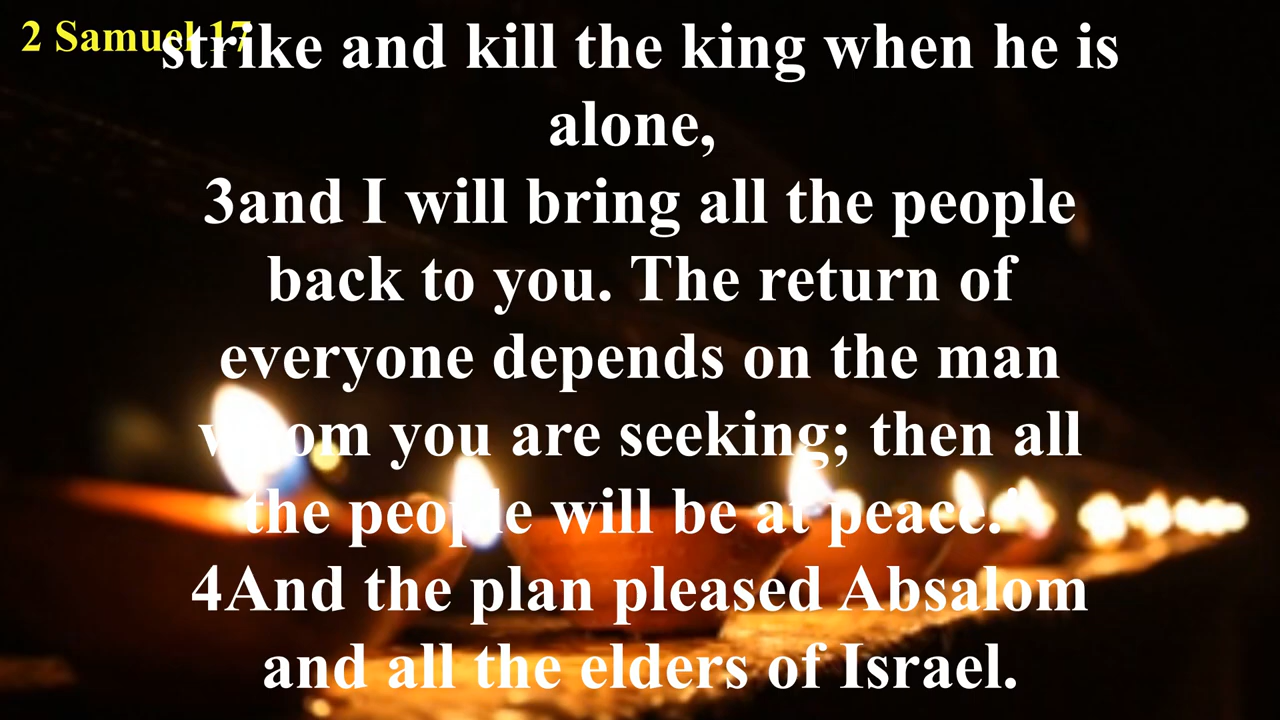 2 Samuel 17
strike and kill the king when he is
alone,
3and I will bring all the people
back to you. The return of
everyone depends on the man
whom you are seeking; then all
the people will be at peace.”
4And the plan pleased Absalom
and all the elders of Israel.